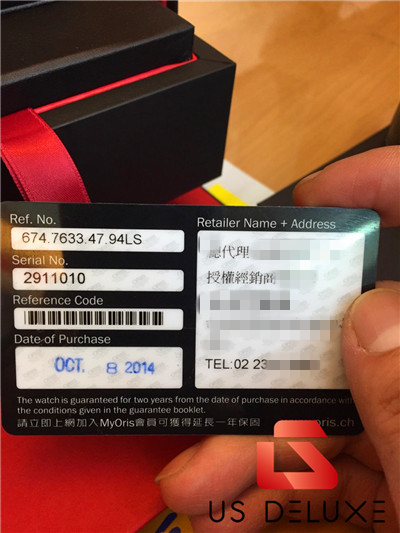 Ref. No.
674.7633.47.94LS
Serial No.
2911010
Reference Code
Date of Purchase
OCT. 8 2014
Retailer Name + Address
總代理
授權經銷商
TEL:02 23
The watch is guaranteed for two years from the date of purchase in accordance with
the conditions given in the guarantee booklet.
請立即上網加入MyOris會員可獲得延長一年保固
oris.ch
US DELUXE